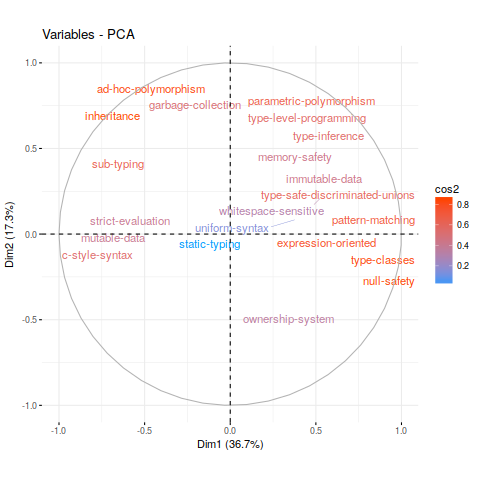 Variables - PCA
1.0
0.5
0.0
-0.5
-1.0
Dim2 (17.3%)
ad-hoc-polymorphism
parametric-polymorphism
garbage-collection
inheritance
type-level-programming
type-inference
memory-safety
sub-typing
immutable-data
type-safe-discriminated-unions
whitespace-sensitive
strict-evaluation
pattern-matching
uniform-syntax
mutable-data
static-typing
expression-oriented
c-style-syntax
type-classes
null-safety
ownership-system
-1.0
-0.5
0.0
0.5
1.0
Dim1 (36.7%)
cos2
0.8
0.6
0.4
0.2